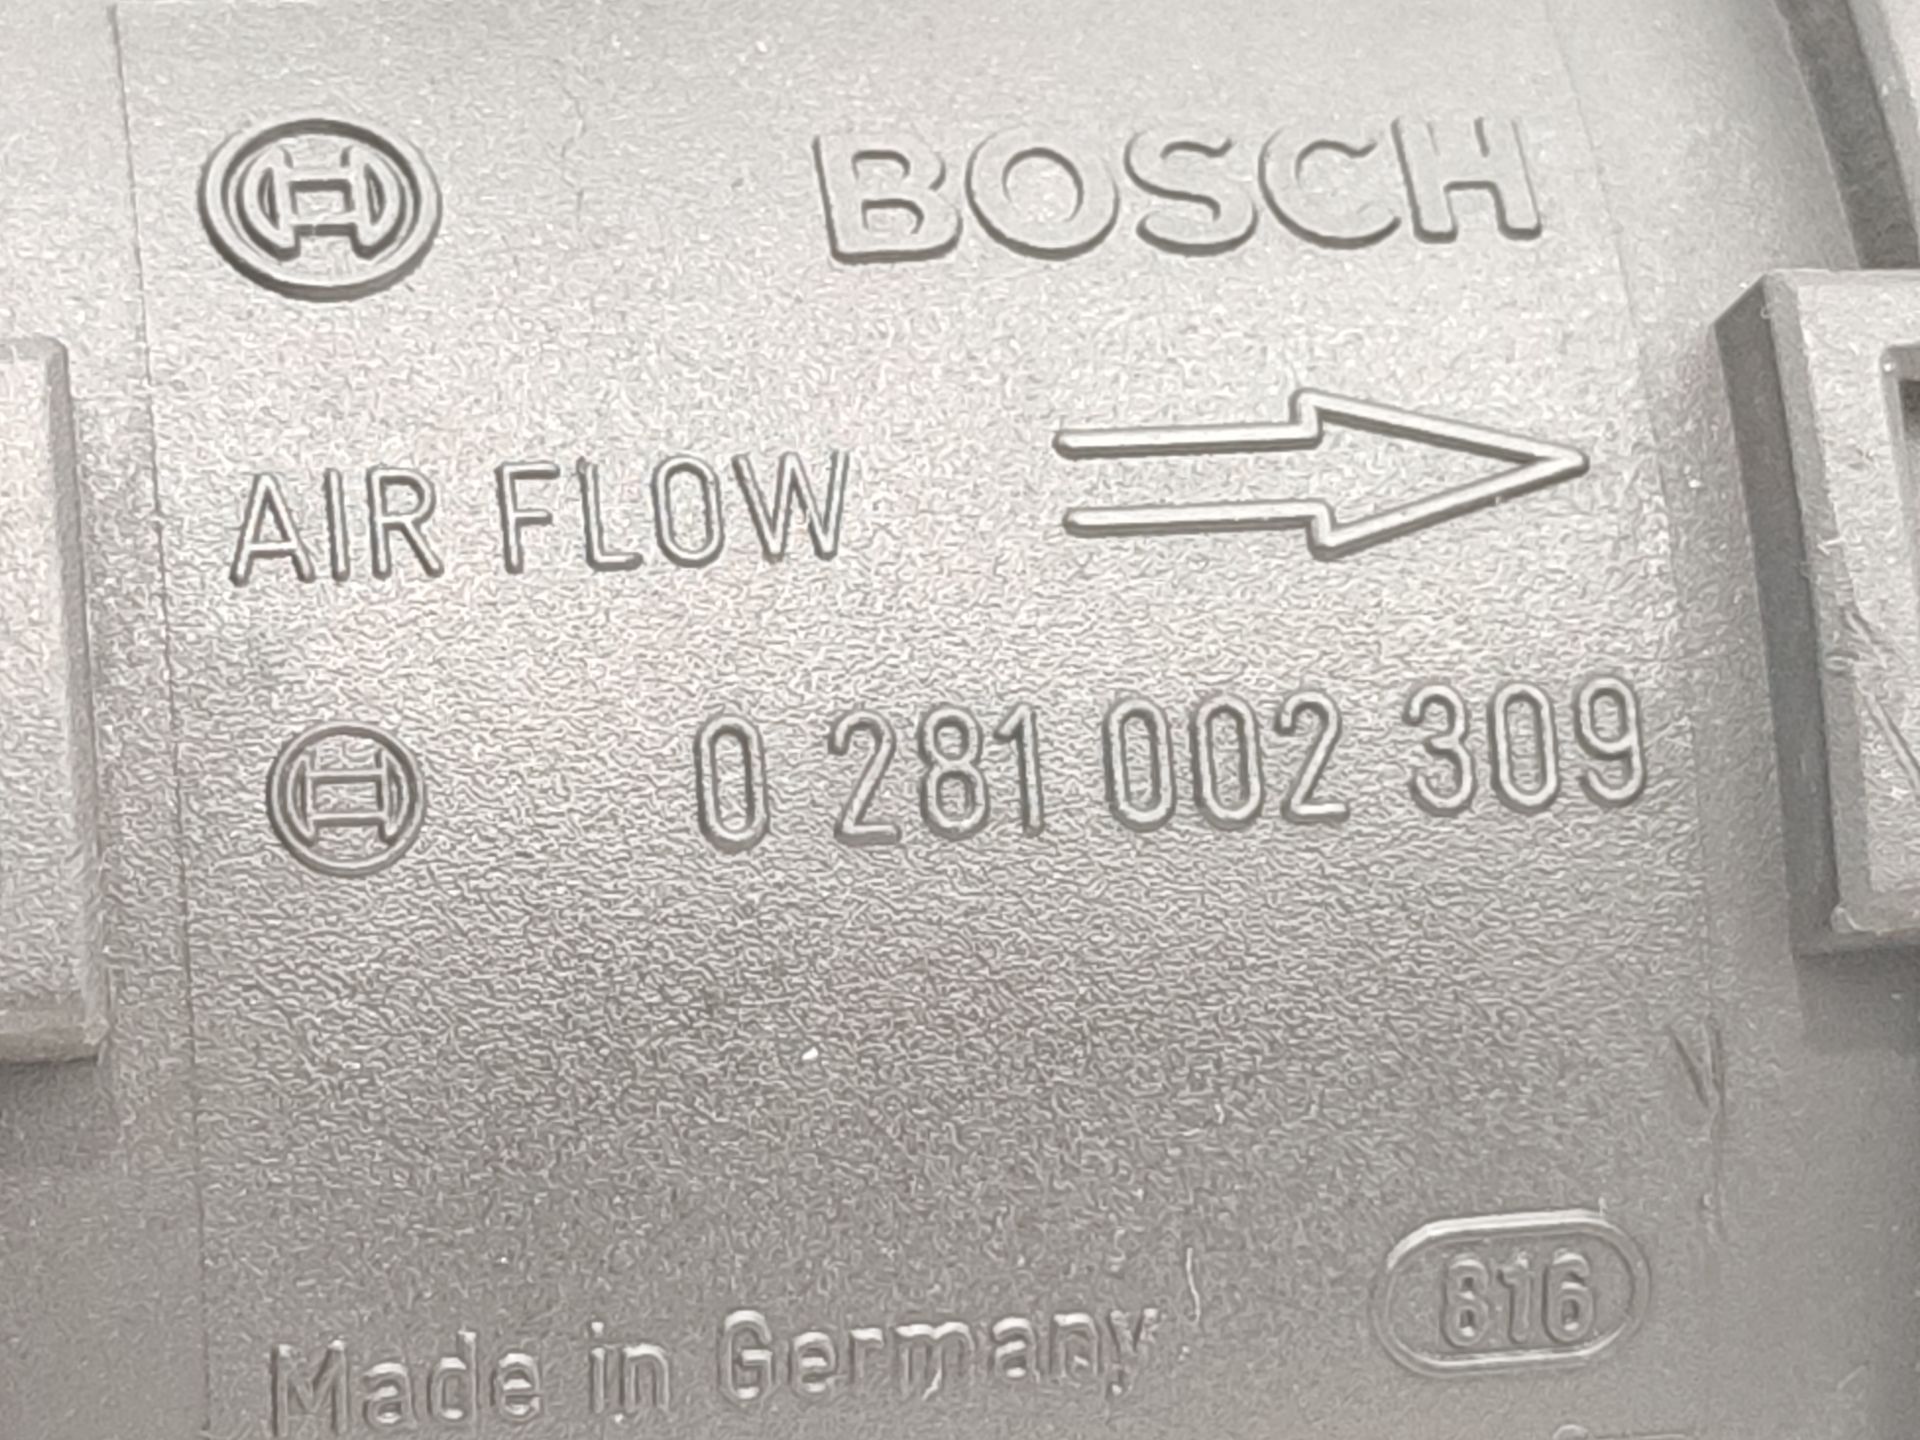 BOSCH
AIR FLOW
0 281 002 309
816
Made in Germany